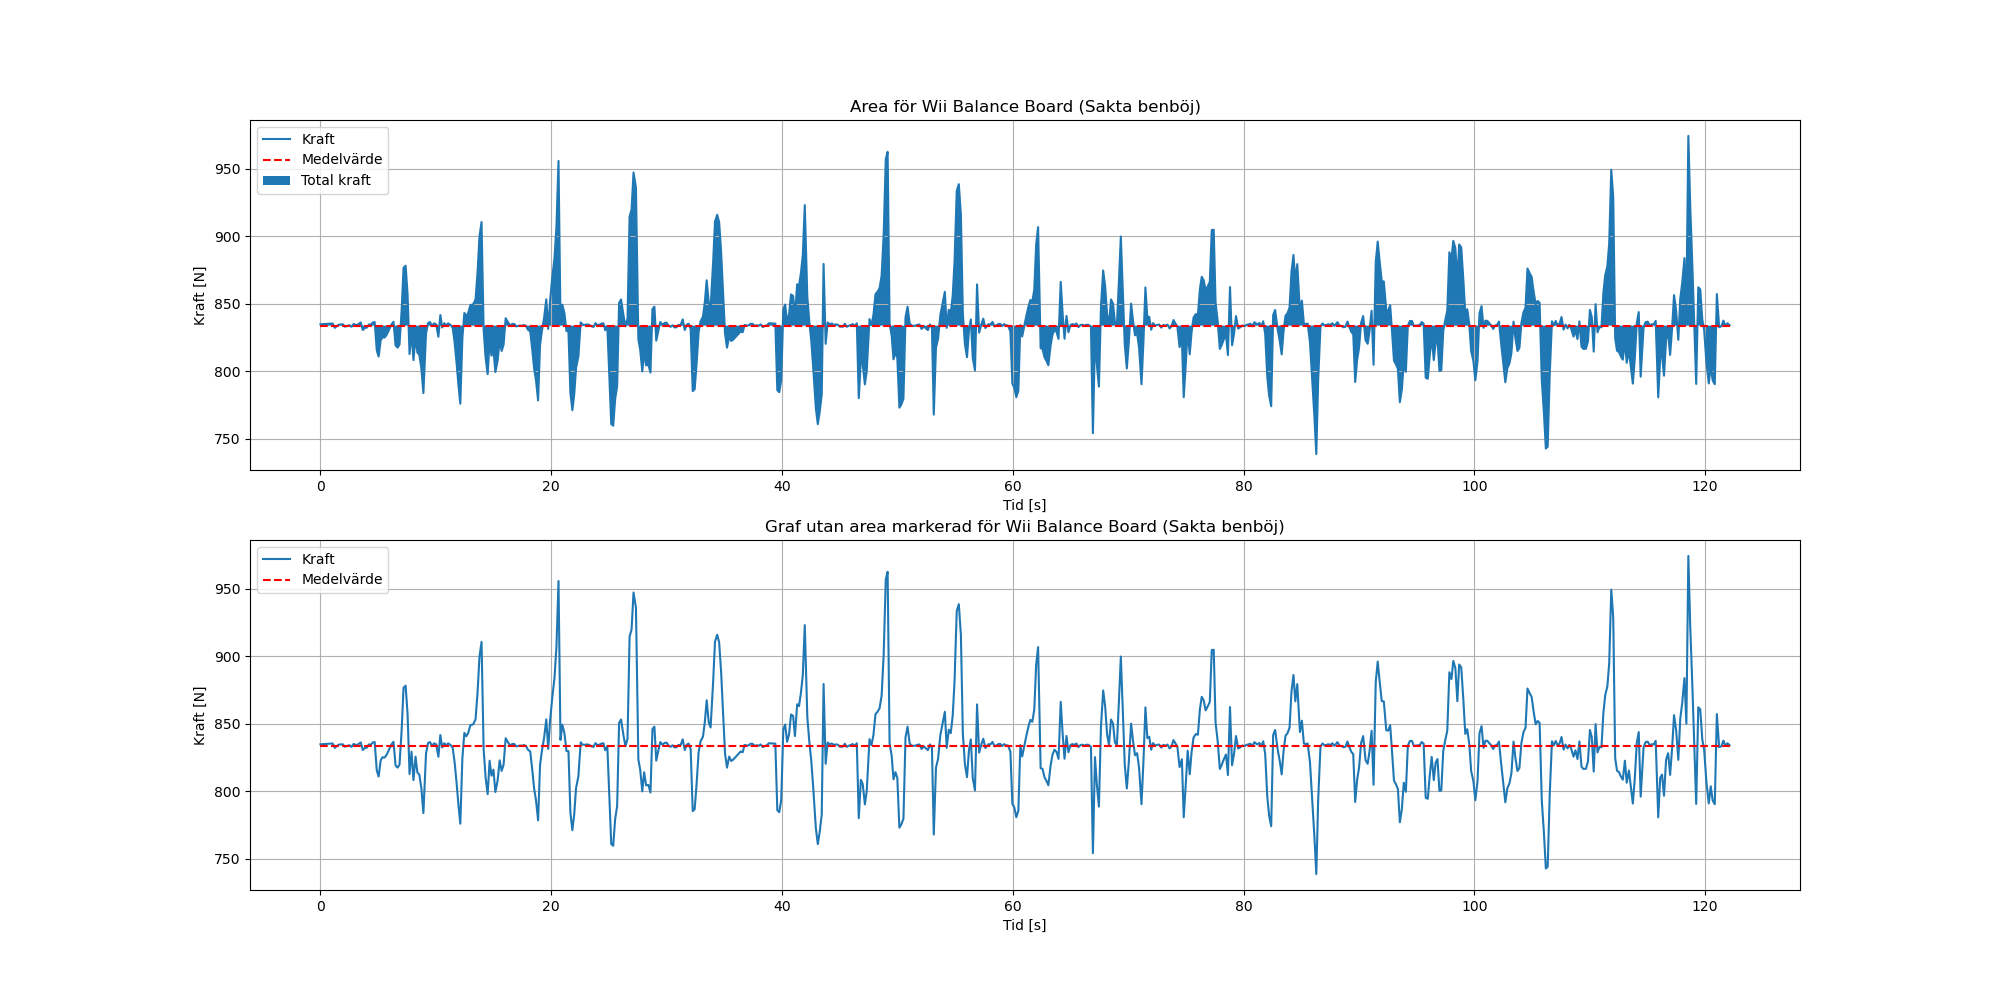 Area för Wii Balance Board (Sakta benböj)
Kraft
Medelvärde
Total kraft
Kraft [N]
950
900
850
800
750
0 20 40 60 80 100 120
Tid [s]
Graf utan area markerad för Wii Balance Board (Sakta benböj)
Kraft
Medelvärde
Kraft [N]
950
900
850
800
750
0 20 40 60 80 100 120
Tid [s]